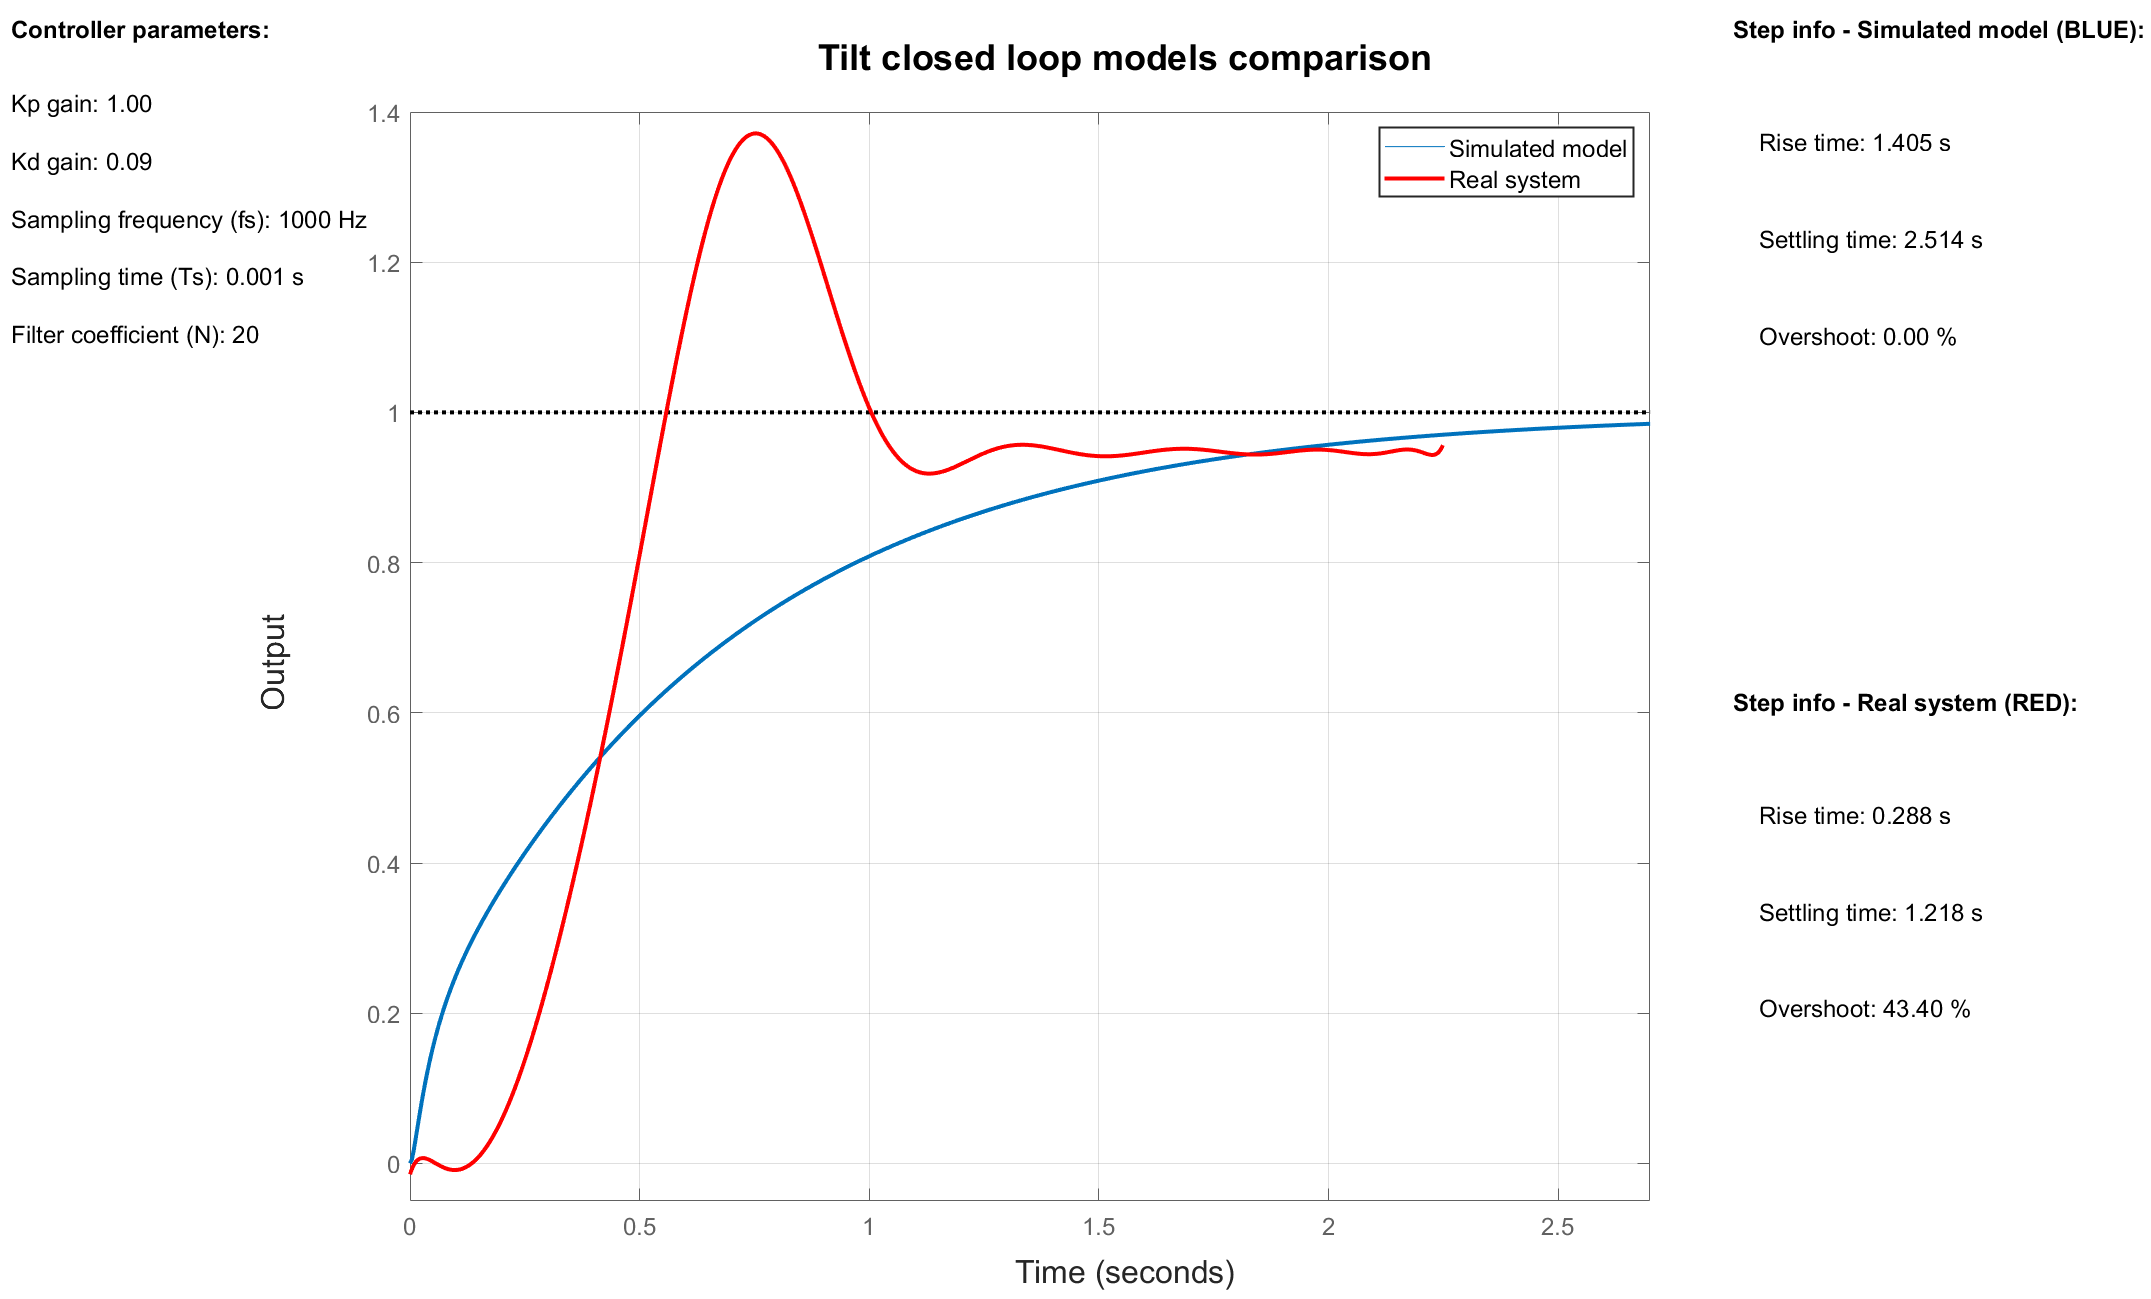 Controller parameters:
Kp gain: 1.00
Kd gain: 0.09
Sampling frequency (fs): 1000 Hz
Sampling time (Ts): 0.001 s
Filter coefficient (N): 20
Tilt closed loop models comparison
Simulated model
Real system
1.4
1.2
1
0.8
0.6
0.4
0.2
0
Output
0
0.5
1
1.5
2
2.5
Time (seconds)
Step info - Simulated model (BLUE):
Rise time: 1.405 s
Settling time: 2.514 s
Overshoot: 0.00 %
Step info - Real system (RED):
Rise time: 0.288 s
Settling time: 1.218 s
Overshoot: 43.40 %